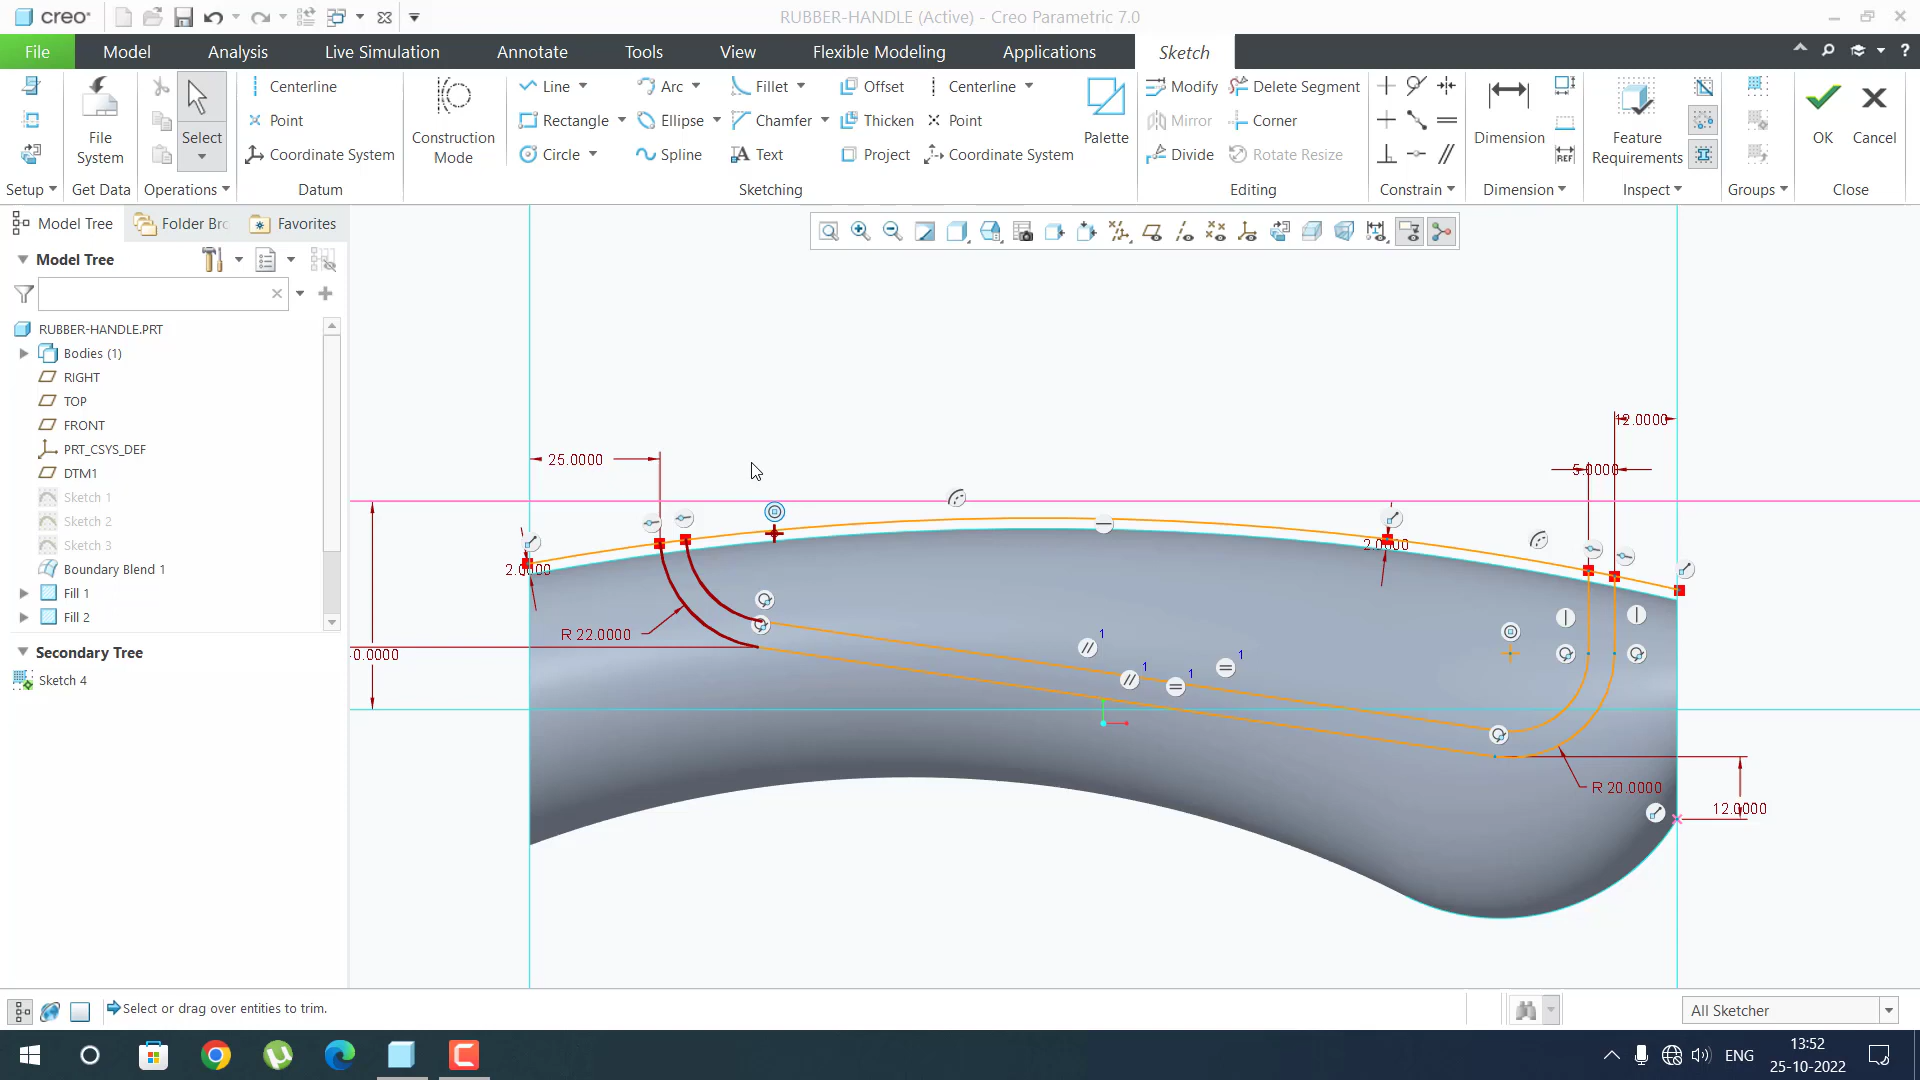 creo
RUBBER-HANDLE (Active) - Creo Parametric 7.0
File Model Analysis Live Simulation Annotate Tools View Flexible Modeling Applications Sketch
Centerline Line Arc Fillet Offset Centerline Modify Delete Segment
Point Rectangle Ellipse Chamfer Thicken Point Mirror Corner
Coordinate System Circle Spline Text Project Coordinate System Divide Rotate Resize
File System
Select
Construction Mode
Palette
Dimension
Feature Requirements
OK
Cancel
Setup Get Data Operations Datum Sketching Editing Constrain Dimension Inspect Groups Close
Model Tree Folder Brc Favorites
Model Tree
RUBBER-HANDLE.PRT
Bodies (1)
RIGHT
TOP
FRONT
PRT_CSYS_DEF
DTM1
Sketch 1
Sketch 2
Sketch 3
Boundary Blend 1
Fill 1
Fill 2
Secondary Tree
Sketch 4
12.0000
25.0000
5.0000
2.0000
2.0000
R 22.0000
0.0000
1
1
1
1
R 20.0000
12.0000
Select or drag over entities to trim.
All Sketcher
ENG
13:52
25-10-2022